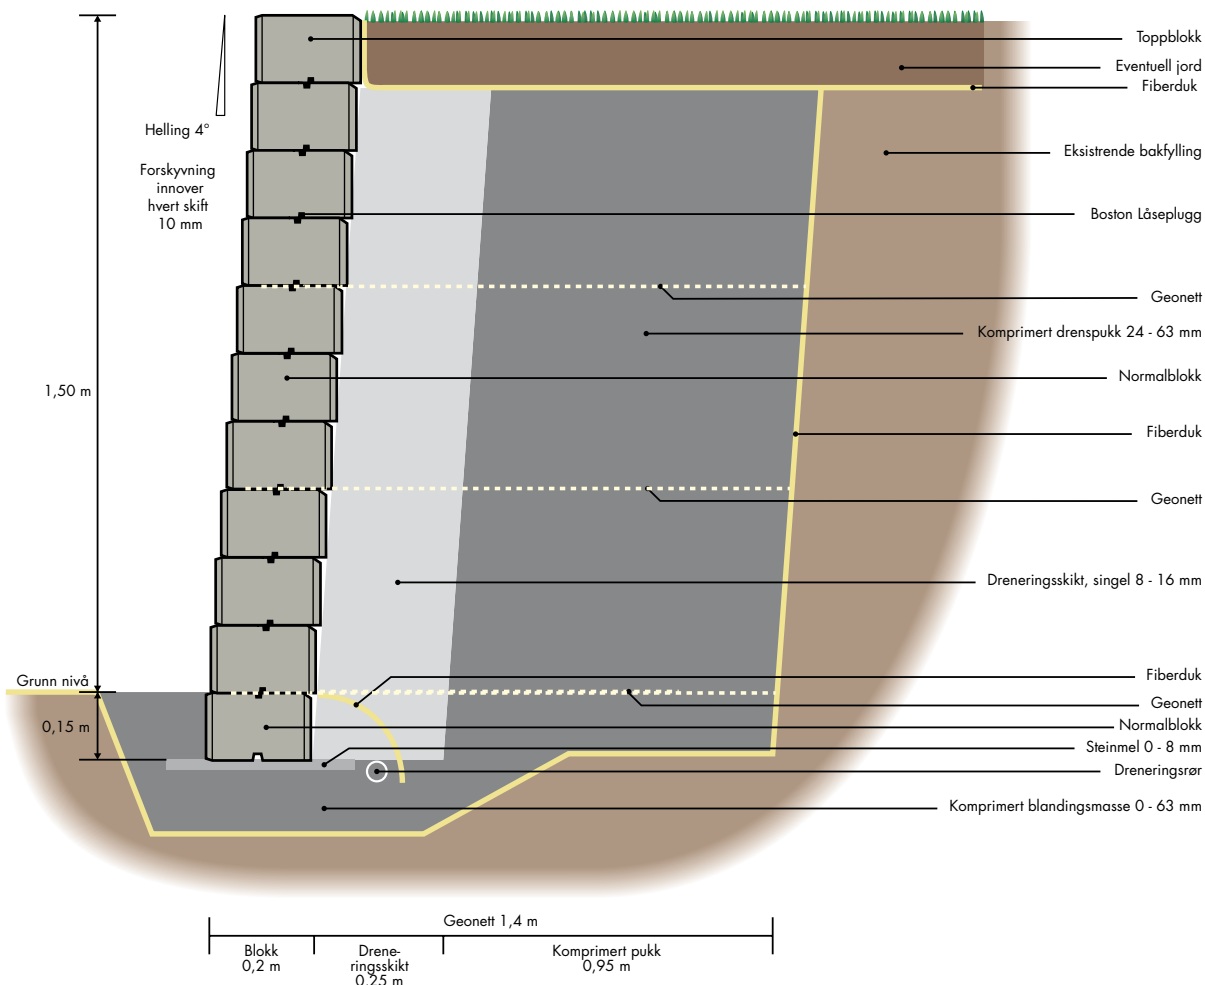 Toppblokk
Eventuell jord
Fiberduk
Helling 4°
Forskyvning
innover
hvert skift
10 mm
Eksistrende bakfylling
Boston Låseplugg
Geonett
Komprimert drenspukk 24 - 63 mm
Normalblokk
1,50 m
Fiberduk
Geonett
Dreneringsskikt, singel 8 - 16 mm
Grunn nivå
Fiberduk
Geonett
0,15 m
Normalblokk
Steinmel 0 - 8 mm
Dreneringsrør
Komprimert blandingsmasse 0 - 63 mm
Geonett 1,4 m
Blokk
0,2 m
Drene-
ringsskikt
0,25 m
Komprimert pukk
0,95 m